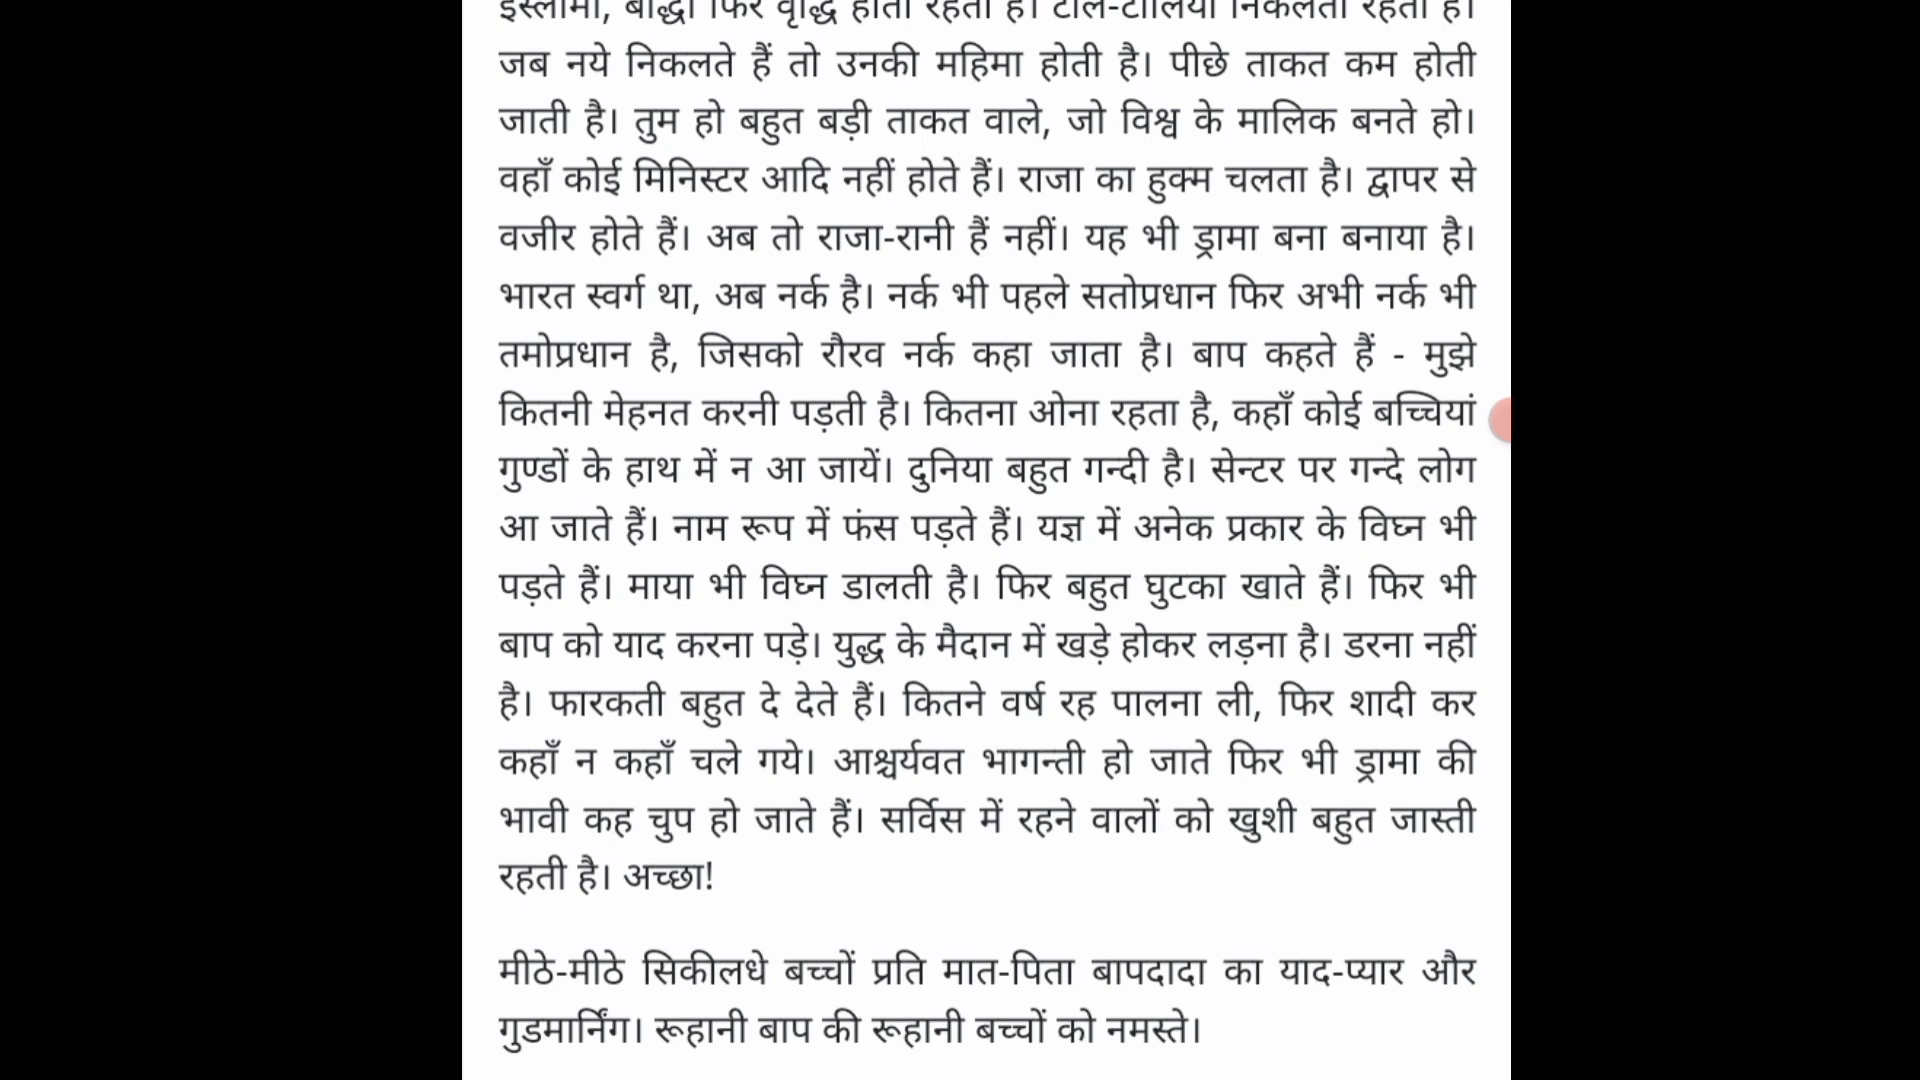 इस्लामी, बौद्धी फिर वृद्धि होती रहती है। टाल-टालियां निकलती रहती हैं।
जब नये निकलते हैं तो उनकी महिमा होती है। पीछे ताकत कम होती
जाती है। तुम हो बहुत बड़ी ताकत वाले, जो विश्व के मालिक बनते हो।
वहाँ कोई मिनिस्टर आदि नहीं होते हैं। राजा का हुक्म चलता है। द्वापर से
वजीर होते हैं। अब तो राजा-रानी हैं नहीं। यह भी ड्रामा बना बनाया है।
भारत स्वर्ग था, अब नर्क है। नर्क भी पहले सतोप्रधान फिर अभी नर्क भी
तमोप्रधान है, जिसको रौरव नर्क कहा जाता है। बाप कहते हैं - मुझे
कितनी मेहनत करनी पड़ती है। कितना ओना रहता है, कहाँ कोई बच्चियां
गुण्डों के हाथ में न आ जायें। दुनिया बहुत गन्दी है। सेन्टर पर गन्दे लोग
आ जाते हैं। नाम रूप में फंस पड़ते हैं। यज्ञ में अनेक प्रकार के विघ्न भी
पड़ते हैं। माया भी विघ्न डालती है। फिर बहुत घुटका खाते हैं। फिर भी
बाप को याद करना पड़े। युद्ध के मैदान में खड़े होकर लड़ना है। डरना नहीं
है। फारकती बहुत दे देते हैं। कितने वर्ष रह पालना ली, फिर शादी कर
कहाँ न कहाँ चले गये। आश्चर्यवत भागन्ती हो जाते फिर भी ड्रामा की
भावी कह चुप हो जाते हैं। सर्विस में रहने वालों को खुशी बहुत जास्ती
रहती है। अच्छा!
मीठे-मीठे सिकीलधे बच्चों प्रति मात-पिता बापदादा का याद-प्यार और
गुडमार्निंग। रूहानी बाप की रूहानी बच्चों को नमस्ते।